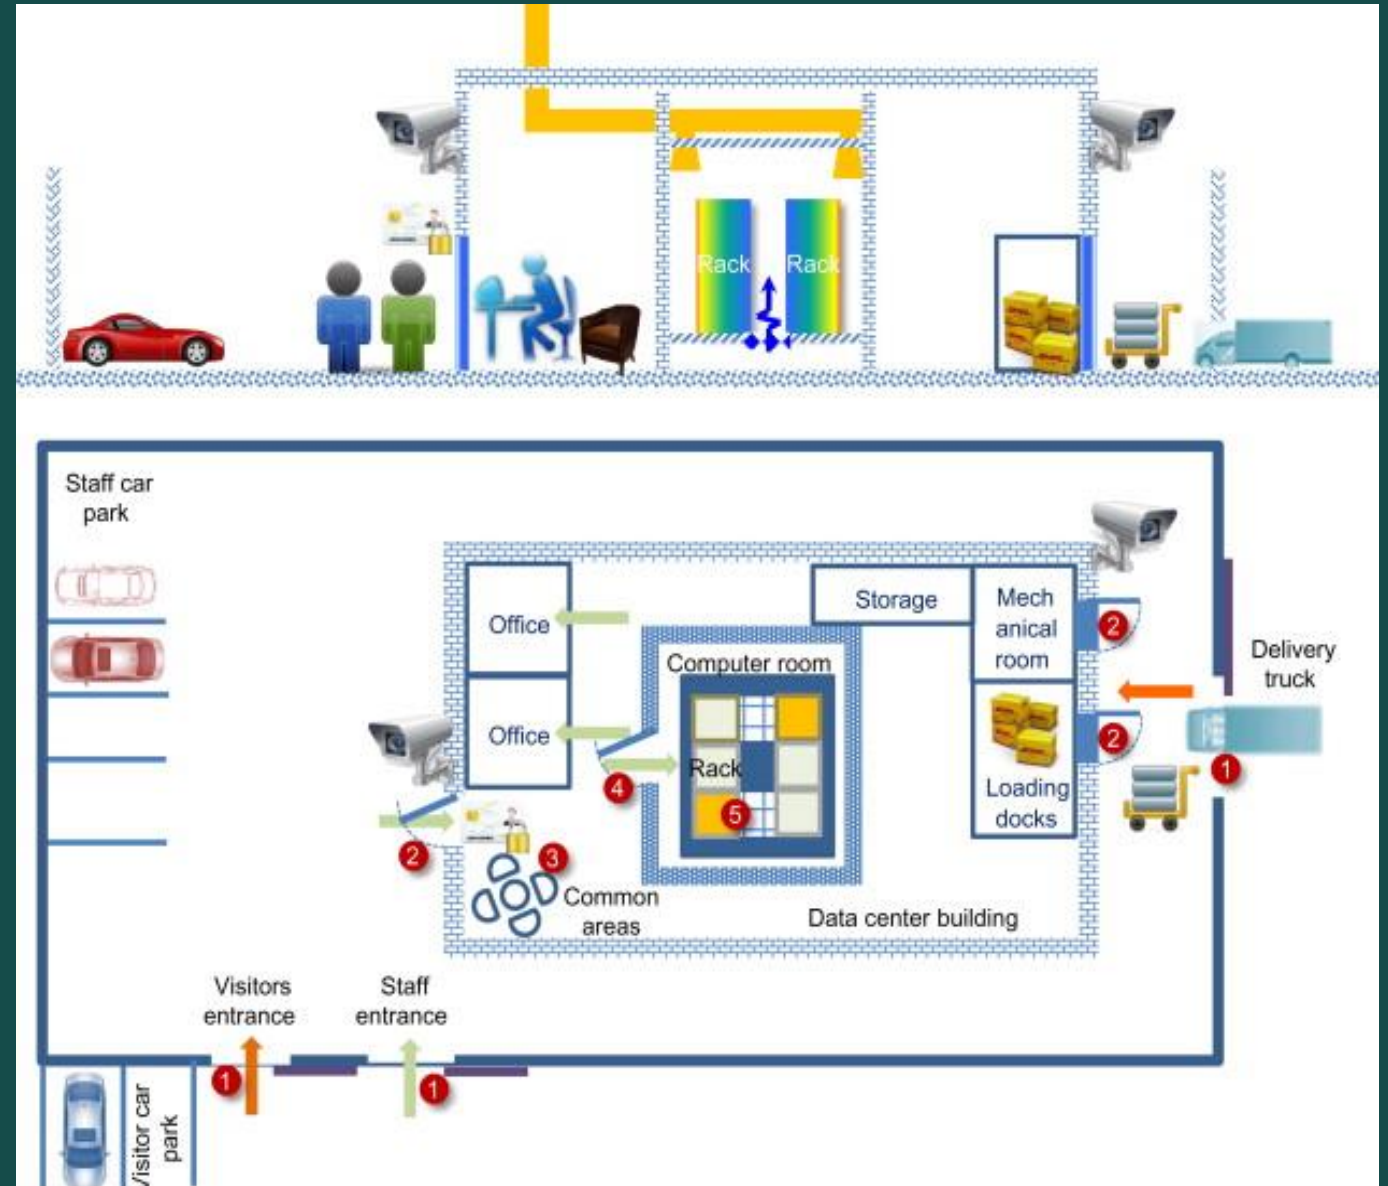 Rack
Rack
Staff car
park
Office
Storage
Mech
anical
room
Computer room
Delivery
truck
Office
Rack
Loading
docks
2
2
1
4
5
2
3
Common
areas
Data center building
Visitors
entrance
Staff
entrance
1
1
Visitor car
park